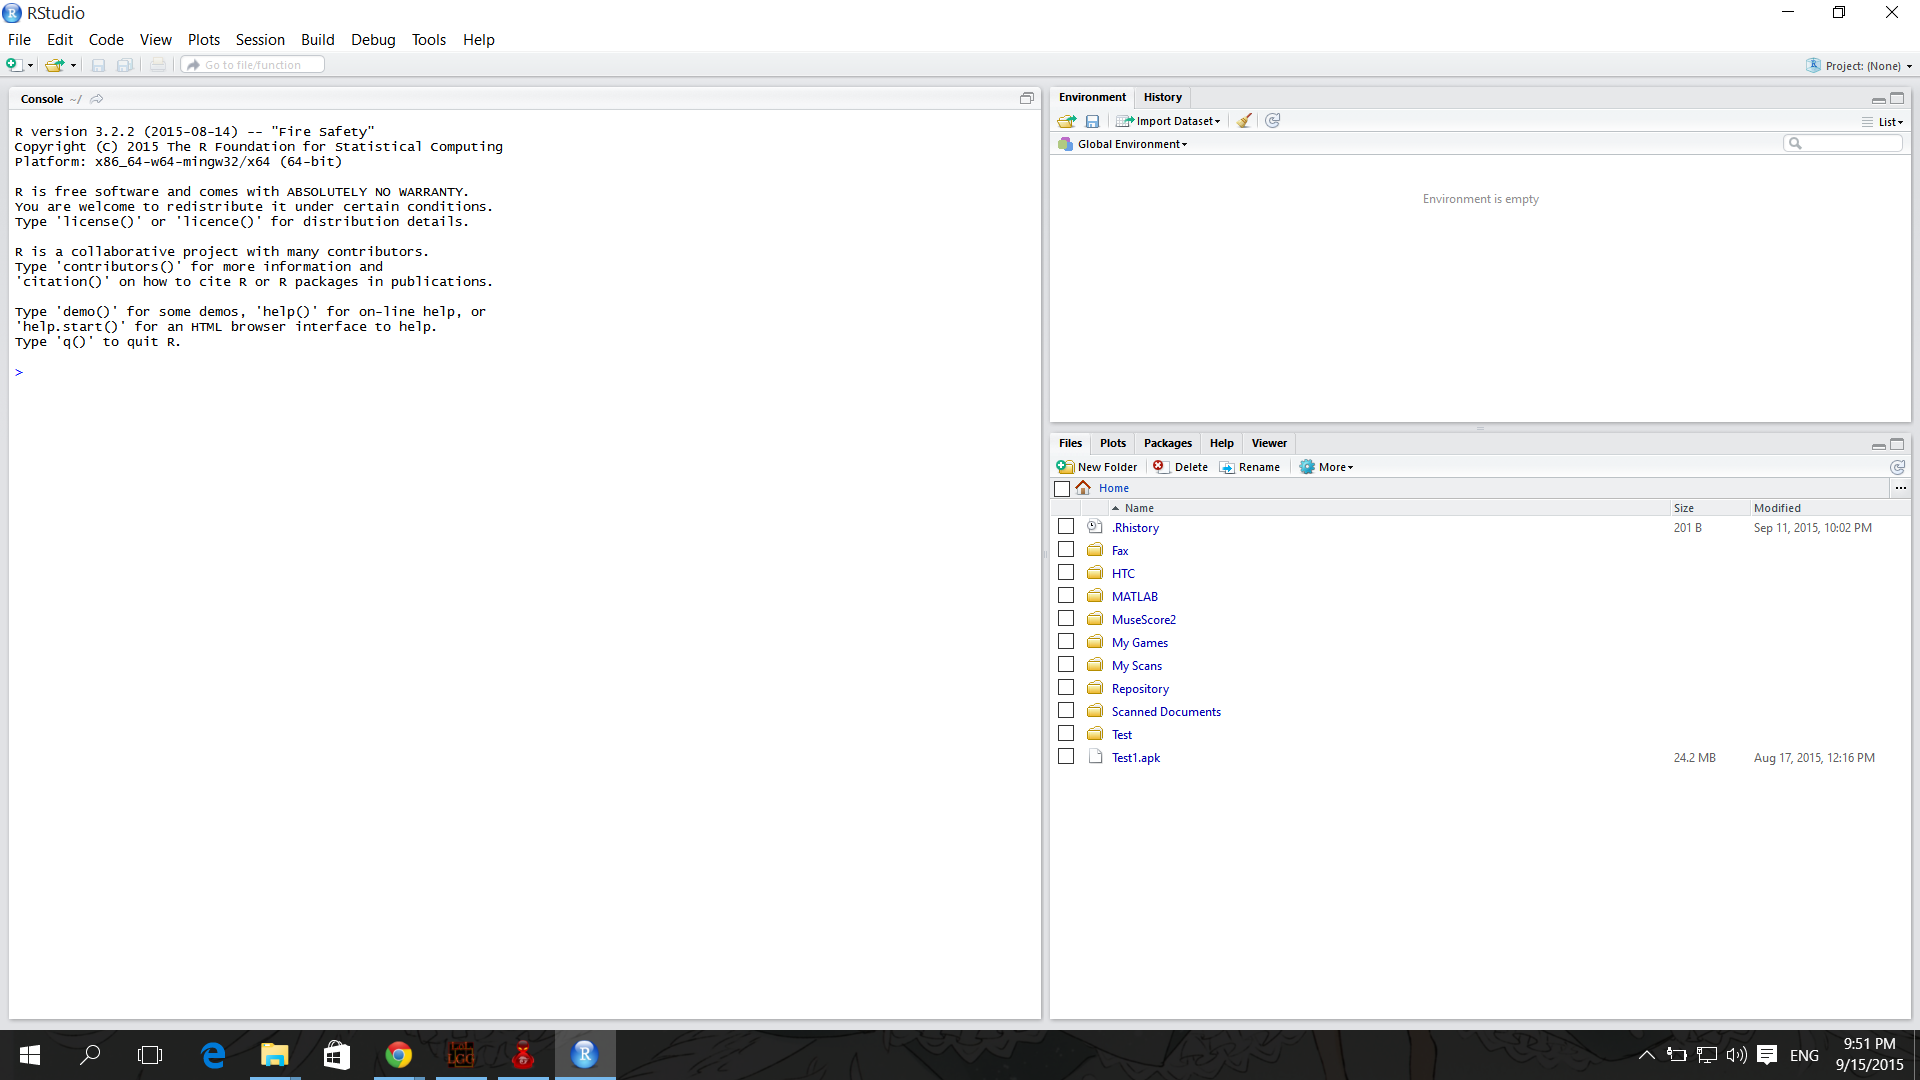 RStudio
File Edit Code View Plots Session Build Debug Tools Help
Go to file/function
Project: (None)
Console ~/
R version 3.2.2 (2015-08-14) -- "Fire Safety"
Copyright (C) 2015 The R Foundation for Statistical Computing
Platform: x86_64-w64-mingw32/x64 (64-bit)
R is free software and comes with ABSOLUTELY NO WARRANTY.
You are welcome to redistribute it under certain conditions.
Type 'license()' or 'licence()' for distribution details.
R is a collaborative project with many contributors.
Type 'contributors()' for more information and
'citation()' on how to cite R or R packages in publications.
Type 'demo()' for some demos, 'help()' for on-line help, or
'help.start()' for an HTML browser interface to help.
Type 'q()' to quit R.
>
Environment History
Import Dataset List
Global Environment
Environment is empty
Files Plots Packages Help Viewer
New Folder Delete Rename More
Home ...
Name Size Modified
.Rhistory 201 B Sep 11, 2015, 10:02 PM
Fax
HTC
MATLAB
MuseScore2
My Games
My Scans
Repository
Scanned Documents
Test
Test1.apk 24.2 MB Aug 17, 2015, 12:16 PM
LGG
R
ENG
9:51 PM
9/15/2015